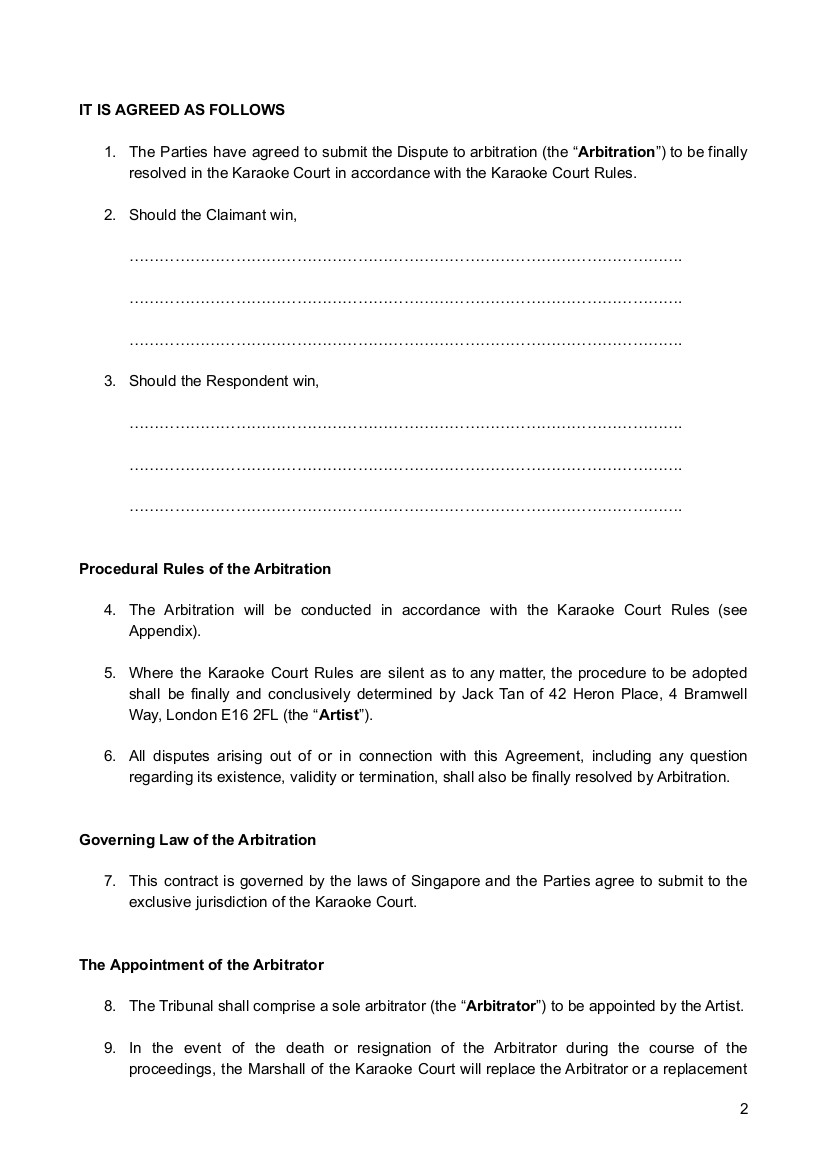 IT IS AGREED AS FOLLOWS
1. The Parties have agreed to submit the Dispute to arbitration (the “Arbitration”) to be finally
resolved in the Karaoke Court in accordance with the Karaoke Court Rules.
2. Should the Claimant win,
……………………………………………………………………………………………….
……………………………………………………………………………………………….
……………………………………………………………………………………………….
3. Should the Respondent win,
……………………………………………………………………………………………….
……………………………………………………………………………………………….
……………………………………………………………………………………………….
Procedural Rules of the Arbitration
4. The Arbitration will be conducted in accordance with the Karaoke Court Rules (see
Appendix).
5. Where the Karaoke Court Rules are silent as to any matter, the procedure to be adopted
shall be finally and conclusively determined by Jack Tan of 42 Heron Place, 4 Bramwell
Way, London E16 2FL (the “Artist”).
6. All disputes arising out of or in connection with this Agreement, including any question
regarding its existence, validity or termination, shall also be finally resolved by Arbitration.
Governing Law of the Arbitration
7. This contract is governed by the laws of Singapore and the Parties agree to submit to the
exclusive jurisdiction of the Karaoke Court.
The Appointment of the Arbitrator
8. The Tribunal shall comprise a sole arbitrator (the “Arbitrator”) to be appointed by the Artist.
9. In the event of the death or resignation of the Arbitrator during the course of the
proceedings, the Marshall of the Karaoke Court will replace the Arbitrator or a replacement
2